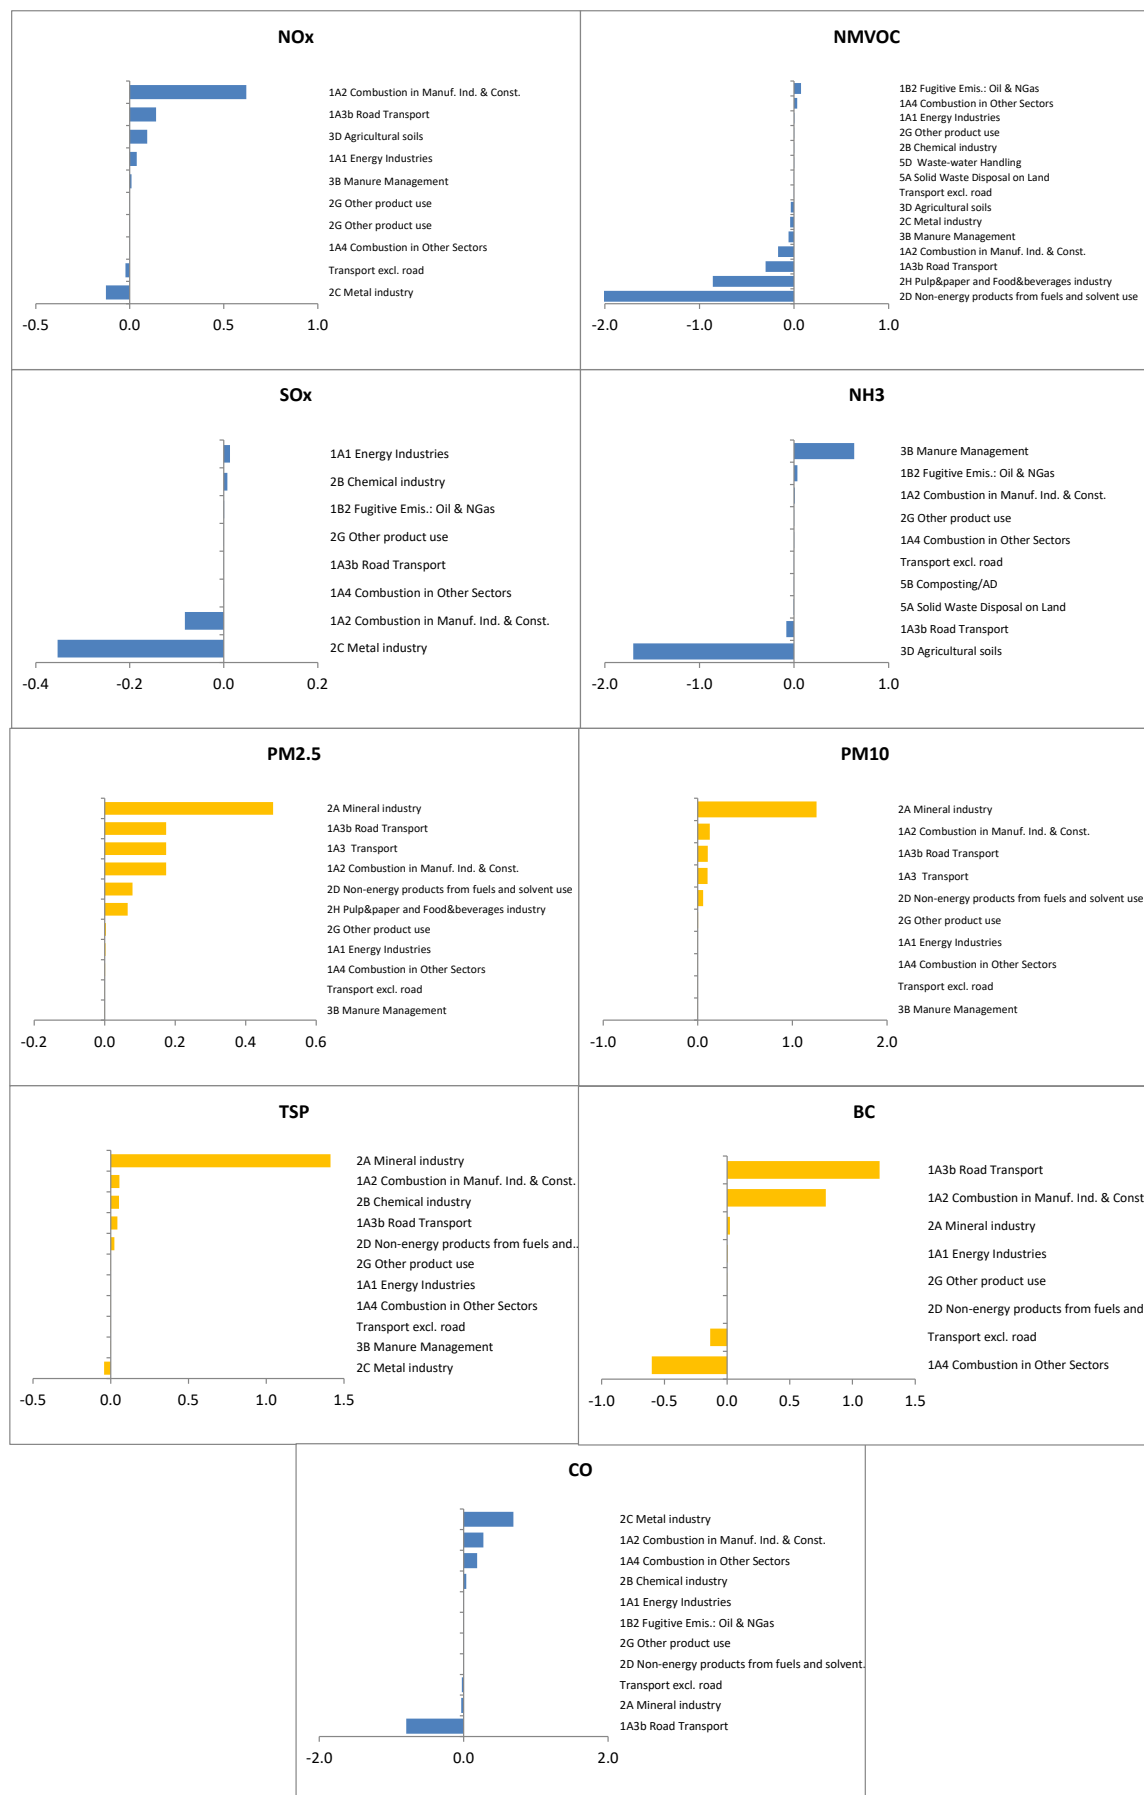 NOx
1A2 Combustion in Manuf. Ind. & Const.
1A3b Road Transport
3D Agricultural soils
1A1 Energy Industries
3B Manure Management
2G Other product use
2G Other product use
1A4 Combustion in Other Sectors
Transport excl. road
2C Metal industry
-0.5 0.0 0.5 1.0
NMVOC
1B2 Fugitive Emis.: Oil & NGas
1A4 Combustion in Other Sectors
1A1 Energy Industries
2G Other product use
2B Chemical industry
5D Waste-water Handling
5A Solid Waste Disposal on Land
Transport excl. road
3D Agricultural soils
2C Metal industry
3B Manure Management
1A2 Combustion in Manuf. Ind. & Const.
1A3b Road Transport
2H Pulp&paper and Food&beverages industry
2D Non-energy products from fuels and solvent use
-2.0 -1.0 0.0 1.0
SOx
1A1 Energy Industries
2B Chemical industry
1B2 Fugitive Emis.: Oil & NGas
2G Other product use
1A3b Road Transport
1A4 Combustion in Other Sectors
1A2 Combustion in Manuf. Ind. & Const.
2C Metal industry
-0.4 -0.2 0.0 0.2
NH3
3B Manure Management
1B2 Fugitive Emis.: Oil & NGas
1A2 Combustion in Manuf. Ind. & Const.
2G Other product use
1A4 Combustion in Other Sectors
Transport excl. road
5B Composting/AD
5A Solid Waste Disposal on Land
1A3b Road Transport
3D Agricultural soils
-2.0 -1.0 0.0 1.0
PM2.5
2A Mineral industry
1A3b Road Transport
1A3 Transport
1A2 Combustion in Manuf. Ind. & Const.
2D Non-energy products from fuels and solvent use
2H Pulp&paper and Food&beverages industry
2G Other product use
1A1 Energy Industries
1A4 Combustion in Other Sectors
Transport excl. road
3B Manure Management
-0.2 0.0 0.2 0.4 0.6
PM10
2A Mineral industry
1A2 Combustion in Manuf. Ind. & Const.
1A3b Road Transport
1A3 Transport
2D Non-energy products from fuels and solvent use
2G Other product use
1A1 Energy Industries
1A4 Combustion in Other Sectors
Transport excl. road
3B Manure Management
-1.0 0.0 1.0 2.0
TSP
2A Mineral industry
1A2 Combustion in Manuf. Ind. & Const.
2B Chemical industry
1A3b Road Transport
2D Non-energy products from fuels and..
2G Other product use
1A1 Energy Industries
1A4 Combustion in Other Sectors
Transport excl. road
3B Manure Management
2C Metal industry
-0.5 0.0 0.5 1.0 1.5
BC
1A3b Road Transport
1A2 Combustion in Manuf. Ind. & Const
2A Mineral industry
1A1 Energy Industries
2G Other product use
2D Non-energy products from fuels and
Transport excl. road
1A4 Combustion in Other Sectors
-1.0 -0.5 0.0 0.5 1.0 1.5
CO
2C Metal industry
1A2 Combustion in Manuf. Ind. & Const.
1A4 Combustion in Other Sectors
2B Chemical industry
1A1 Energy Industries
1B2 Fugitive Emis.: Oil & NGas
2G Other product use
2D Non-energy products from fuels and solvent.
Transport excl. road
2A Mineral industry
1A3b Road Transport
-2.0 0.0 2.0